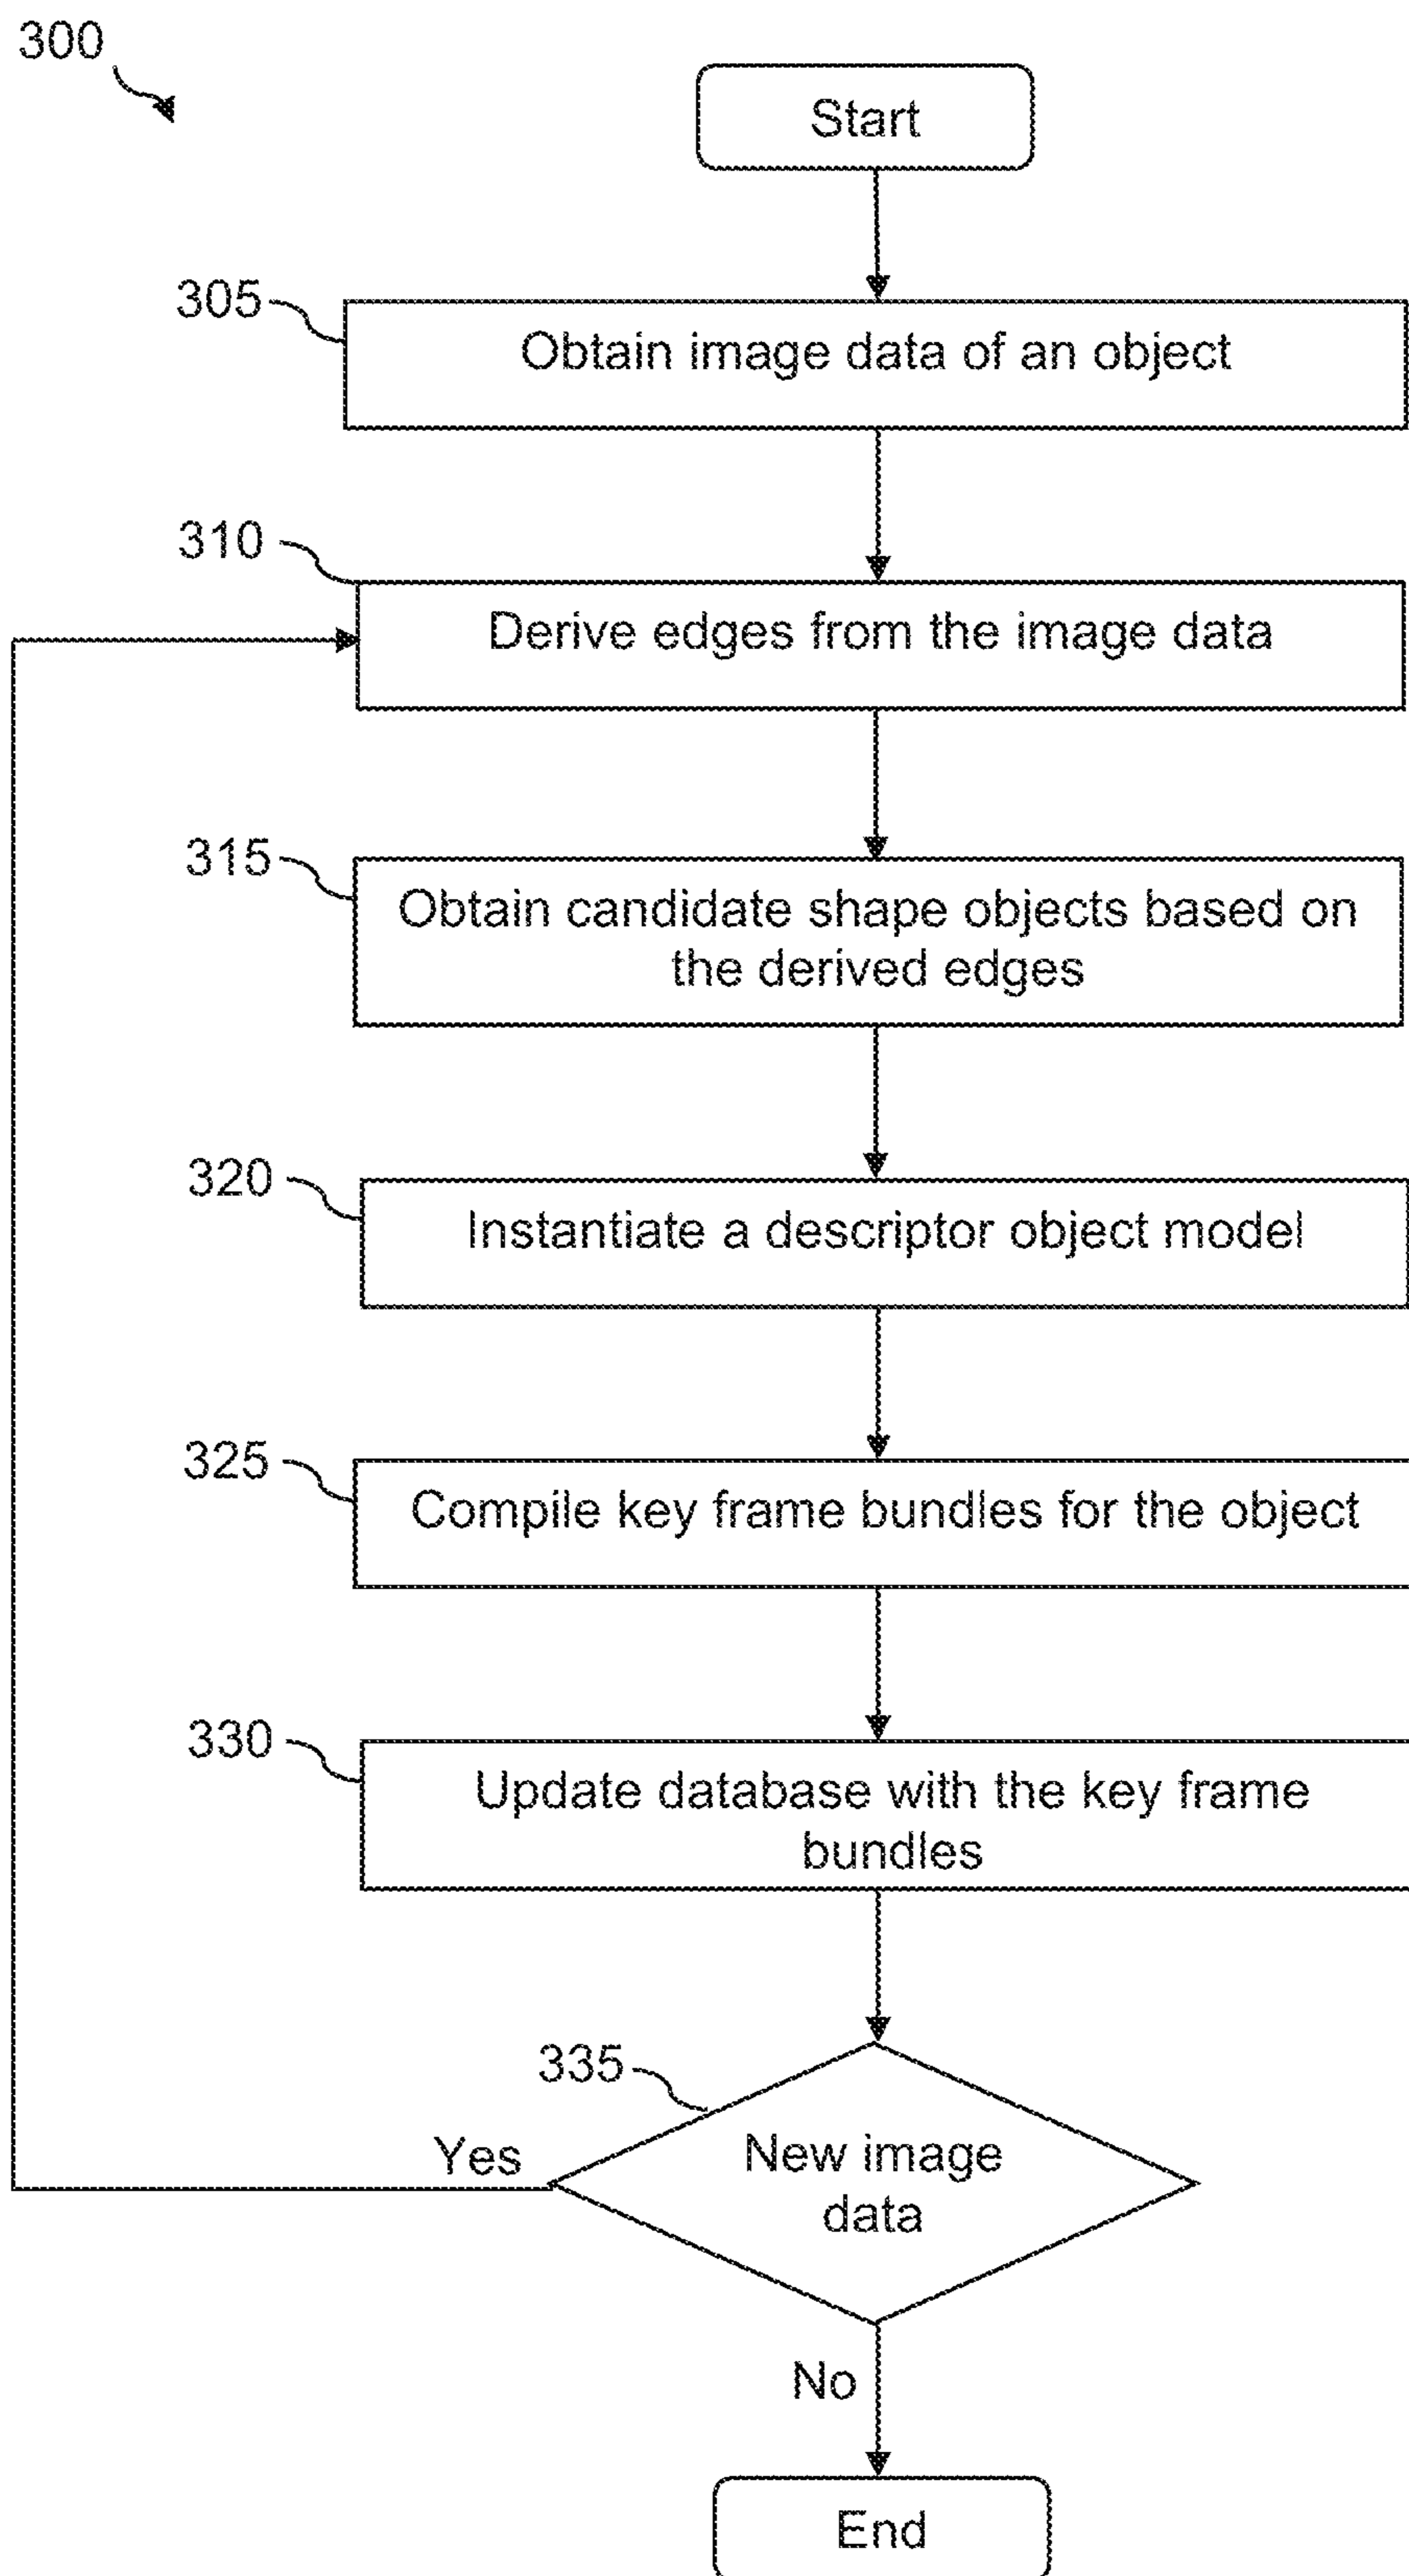 300
Start
305
Obtain image data of an object
310
Derive edges from the image data
315
Obtain candidate shape objects based on
the derived edges
320
Instantiate a descriptor object model
325
Compile key frame bundles for the object
330
Update database with the key frame
bundles
335
New image
data
Yes
No
End